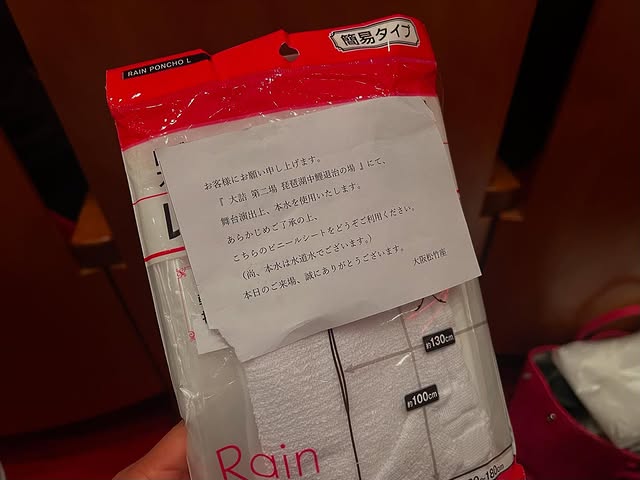 RAIN PONCHO L
簡易タイプ
お客様にお願い申し上げます。
『 大詰 第二場 琵琶湖中鯉退治の場 』にて、
舞台演出上、本水を使用いたします。
あらかじめご了承の上、
こちらのビニールシートをどうぞご利用ください。
（尚、本水は水道水でございます。）
本日のご来場、誠にありがとうございます。
大阪松竹座
約130cm
約100cm
Rain
180cm